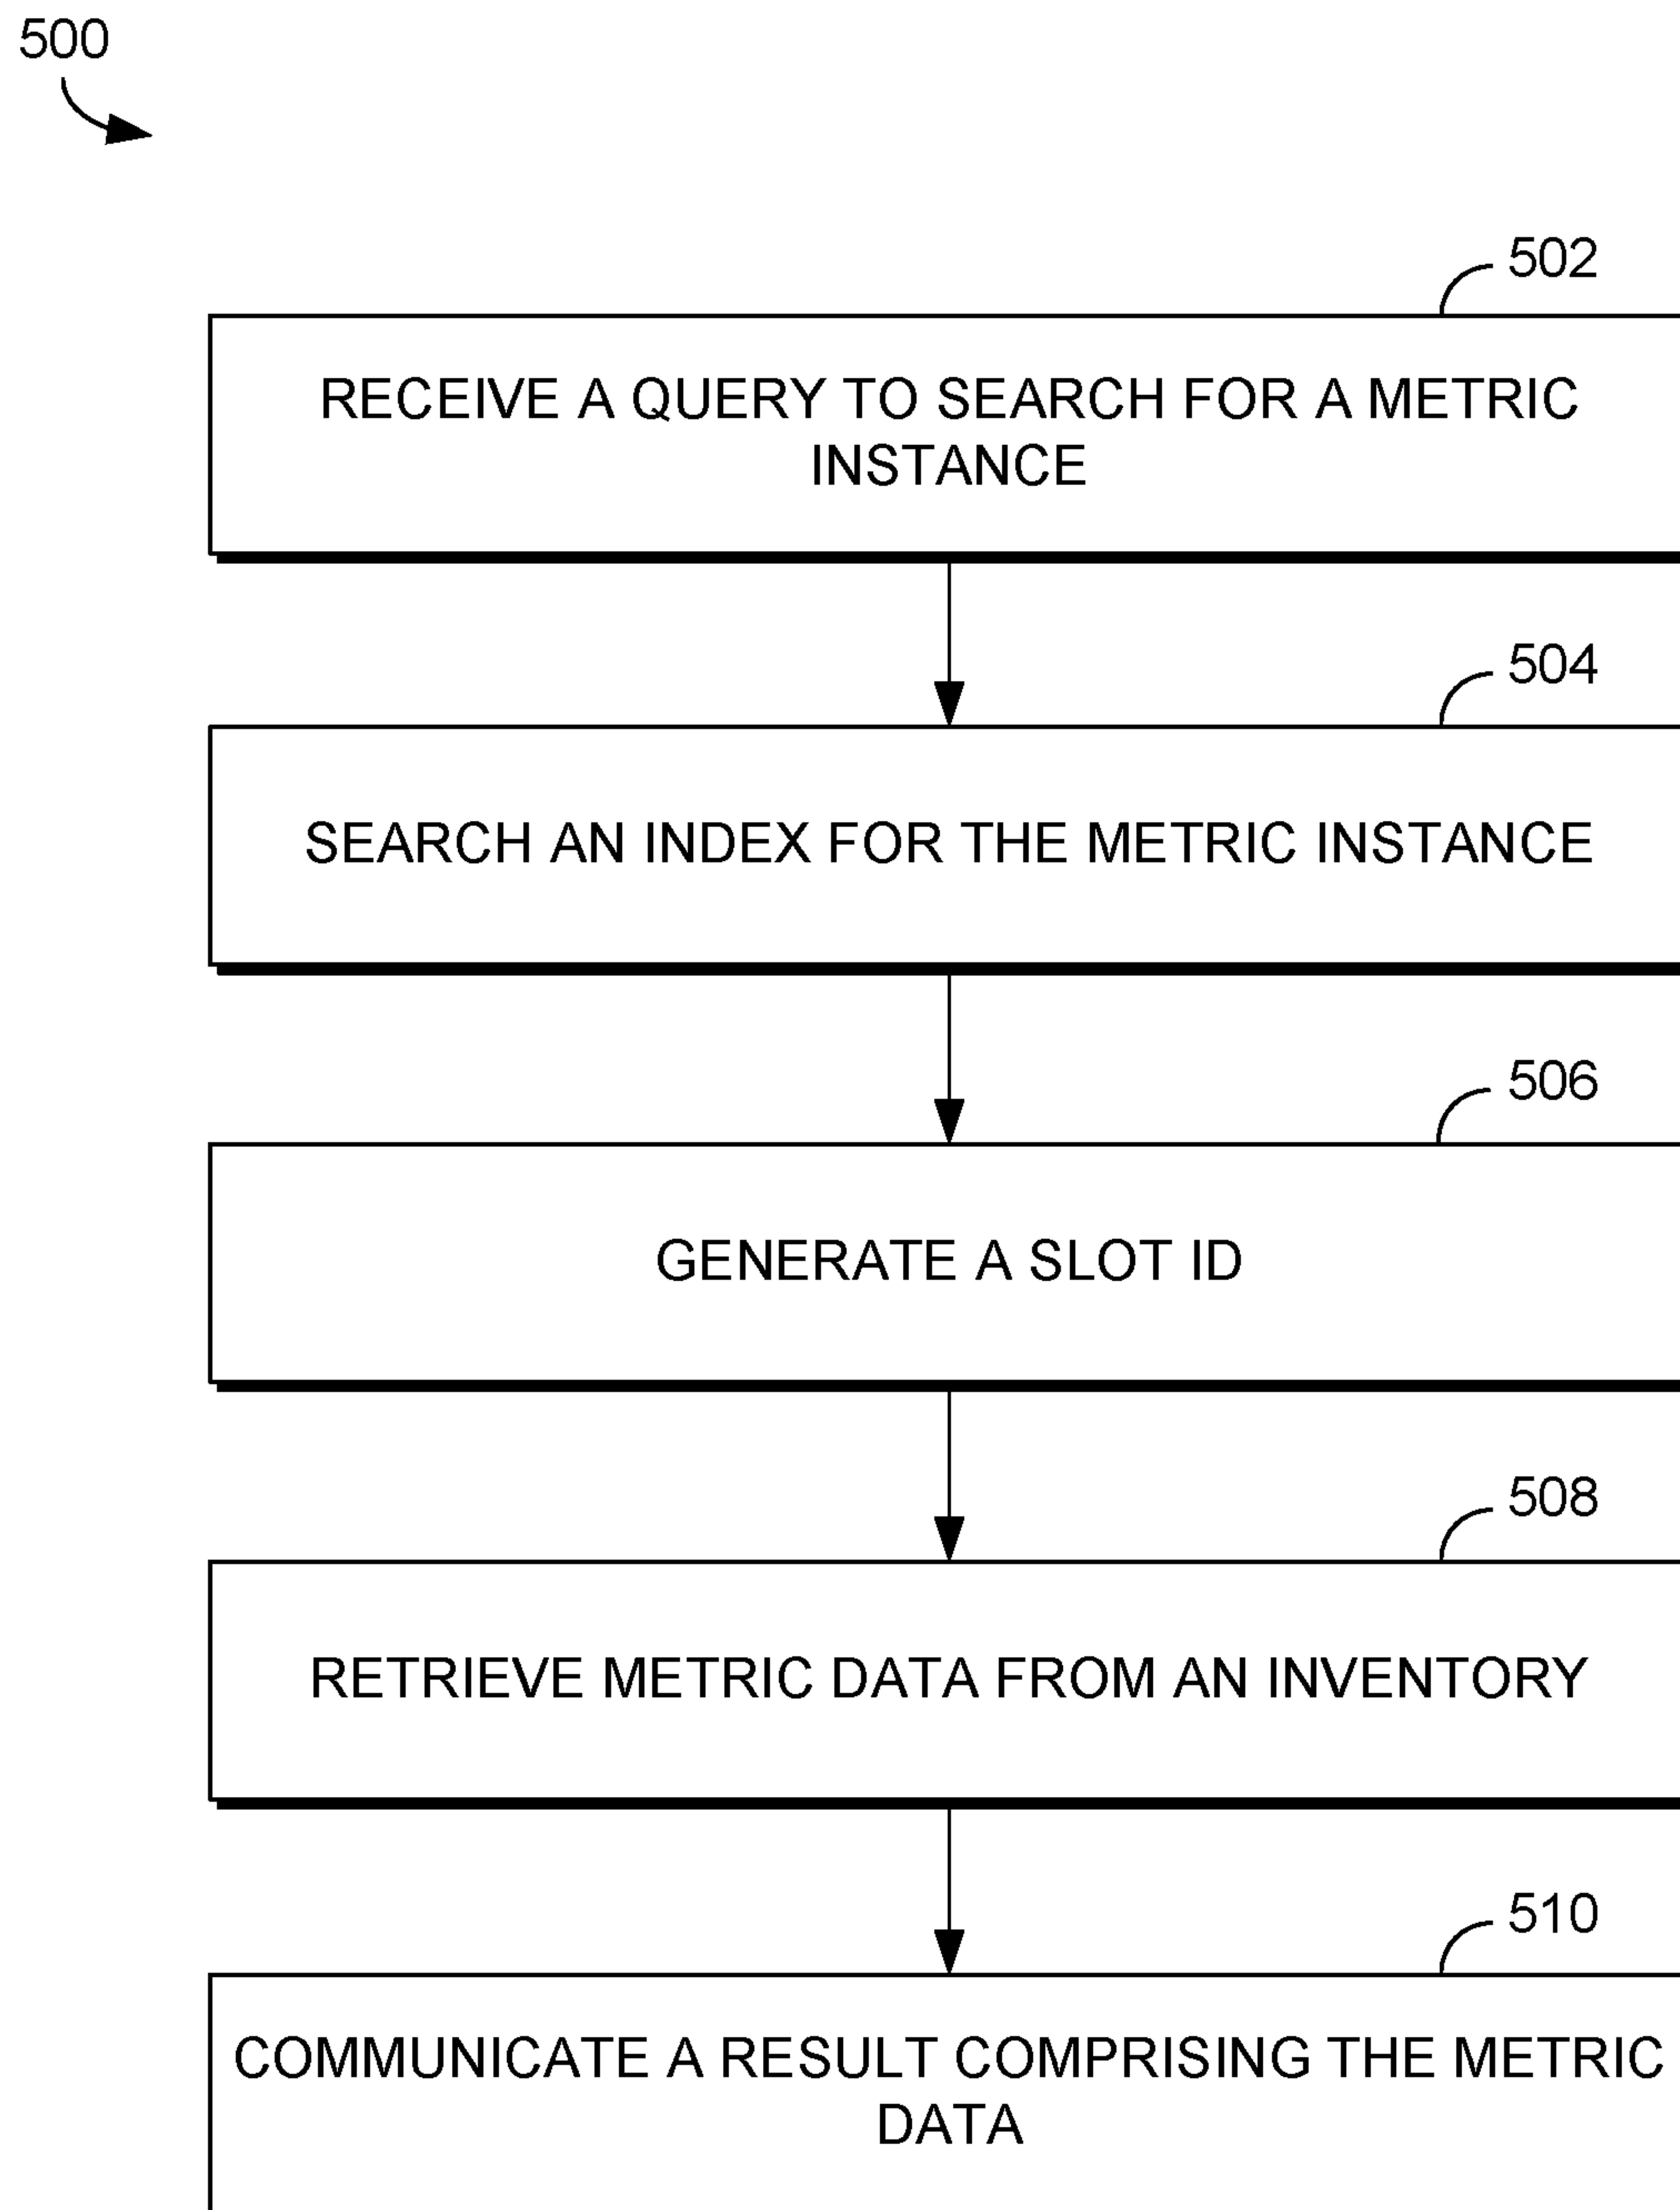 500
502
RECEIVE A QUERY TO SEARCH FOR A METRIC
INSTANCE
504
SEARCH AN INDEX FOR THE METRIC INSTANCE
506
GENERATE A SLOT ID
508
RETRIEVE METRIC DATA FROM AN INVENTORY
510
COMMUNICATE A RESULT COMPRISING THE METRIC
DATA